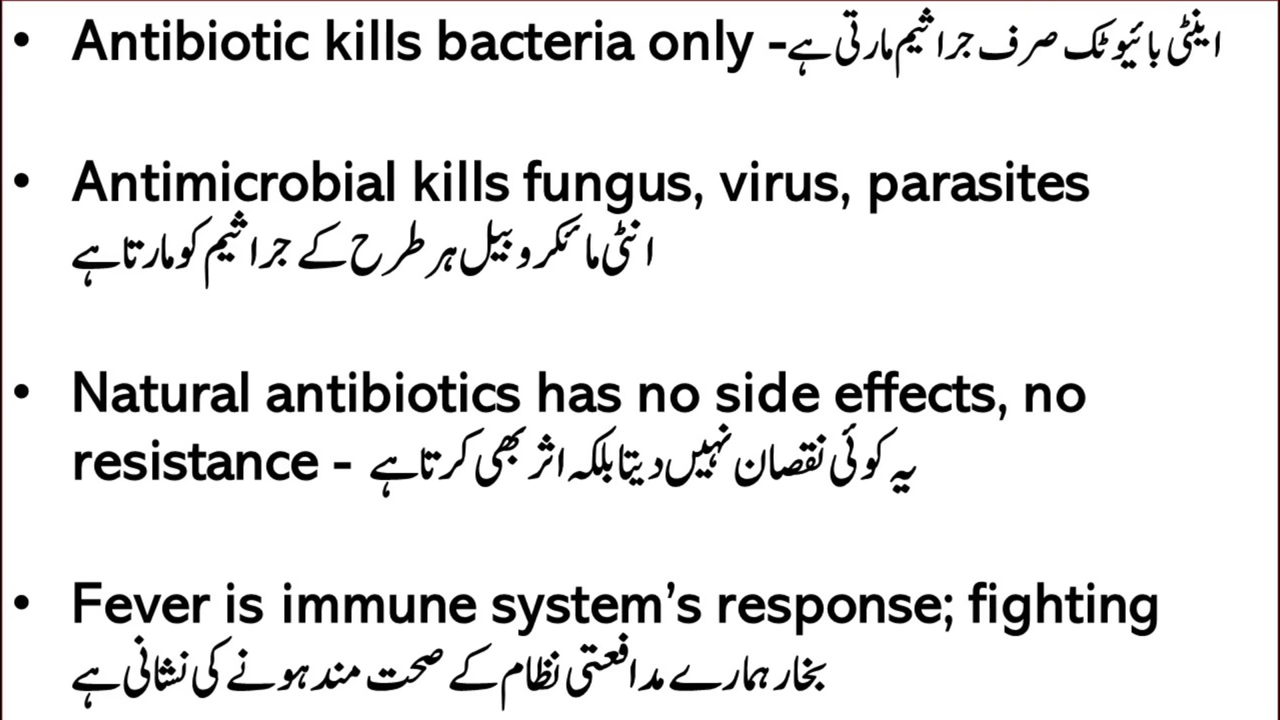 • Antibiotic kills bacteria only - اینٹی بائیوٹک صرف جراثیم مارتی ہے
• Antimicrobial kills fungus, virus, parasites
انٹی مائکروبیل ہر طرح کے جراثیم کو مارتا ہے
• Natural antibiotics has no side effects, no
resistance - یہ کوئی نقصان نہیں دیتا بلکہ اثر بھی کرتا ہے
• Fever is immune system’s response; fighting
بخار ہمارے مدافعتی نظام کے صحت مند ہونے کی نشانی ہے